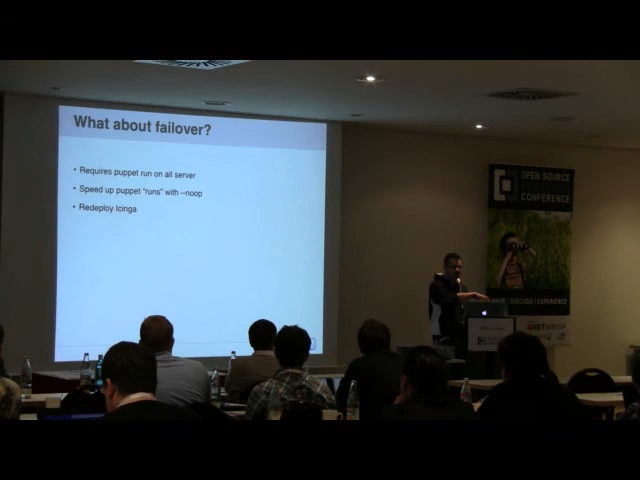 What about failover?
• Requires puppet run on all server
• Speed up puppet "runs" with --noop
• Redeploy Icinga
OPEN SOURCE
CONFERENCE
DISCUSS | EXPERIENCE
NETWAYS